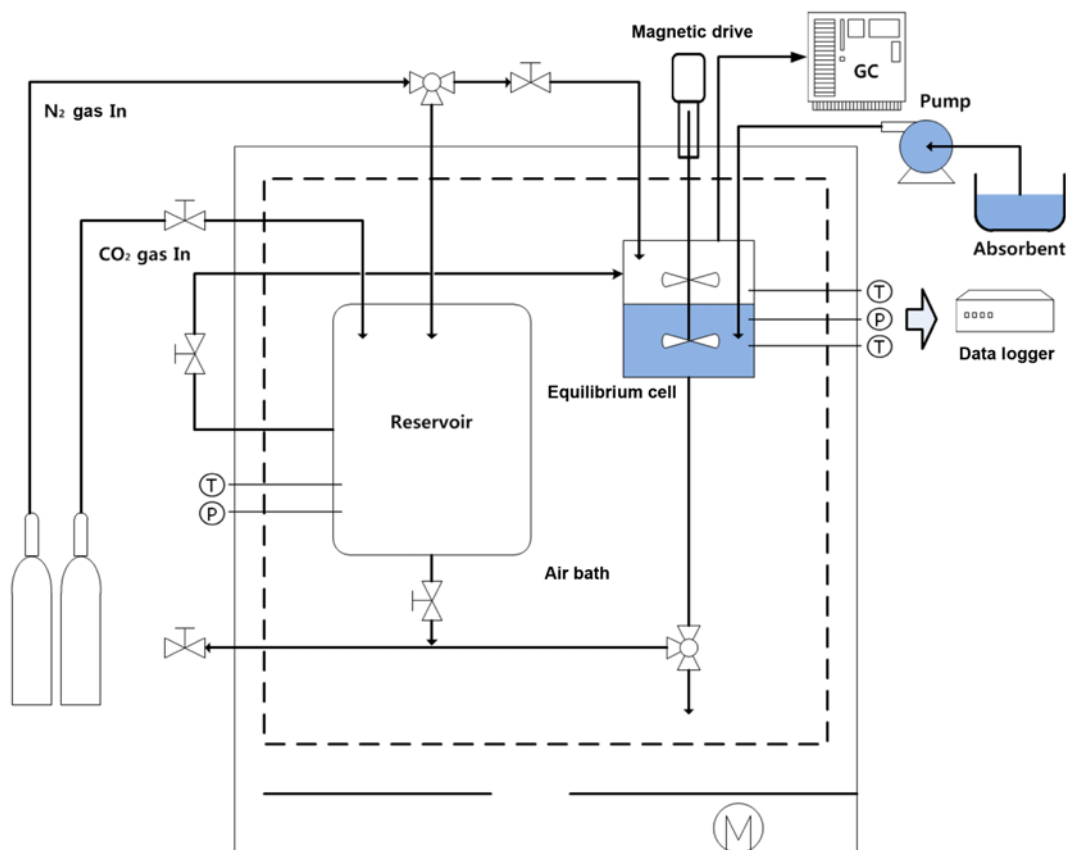 Magnetic drive
GC
N₂ gas In
Pump
CO₂ gas In
Absorbent
T
P
T
Data logger
Equilibrium cell
Reservoir
T
P
Air bath
M